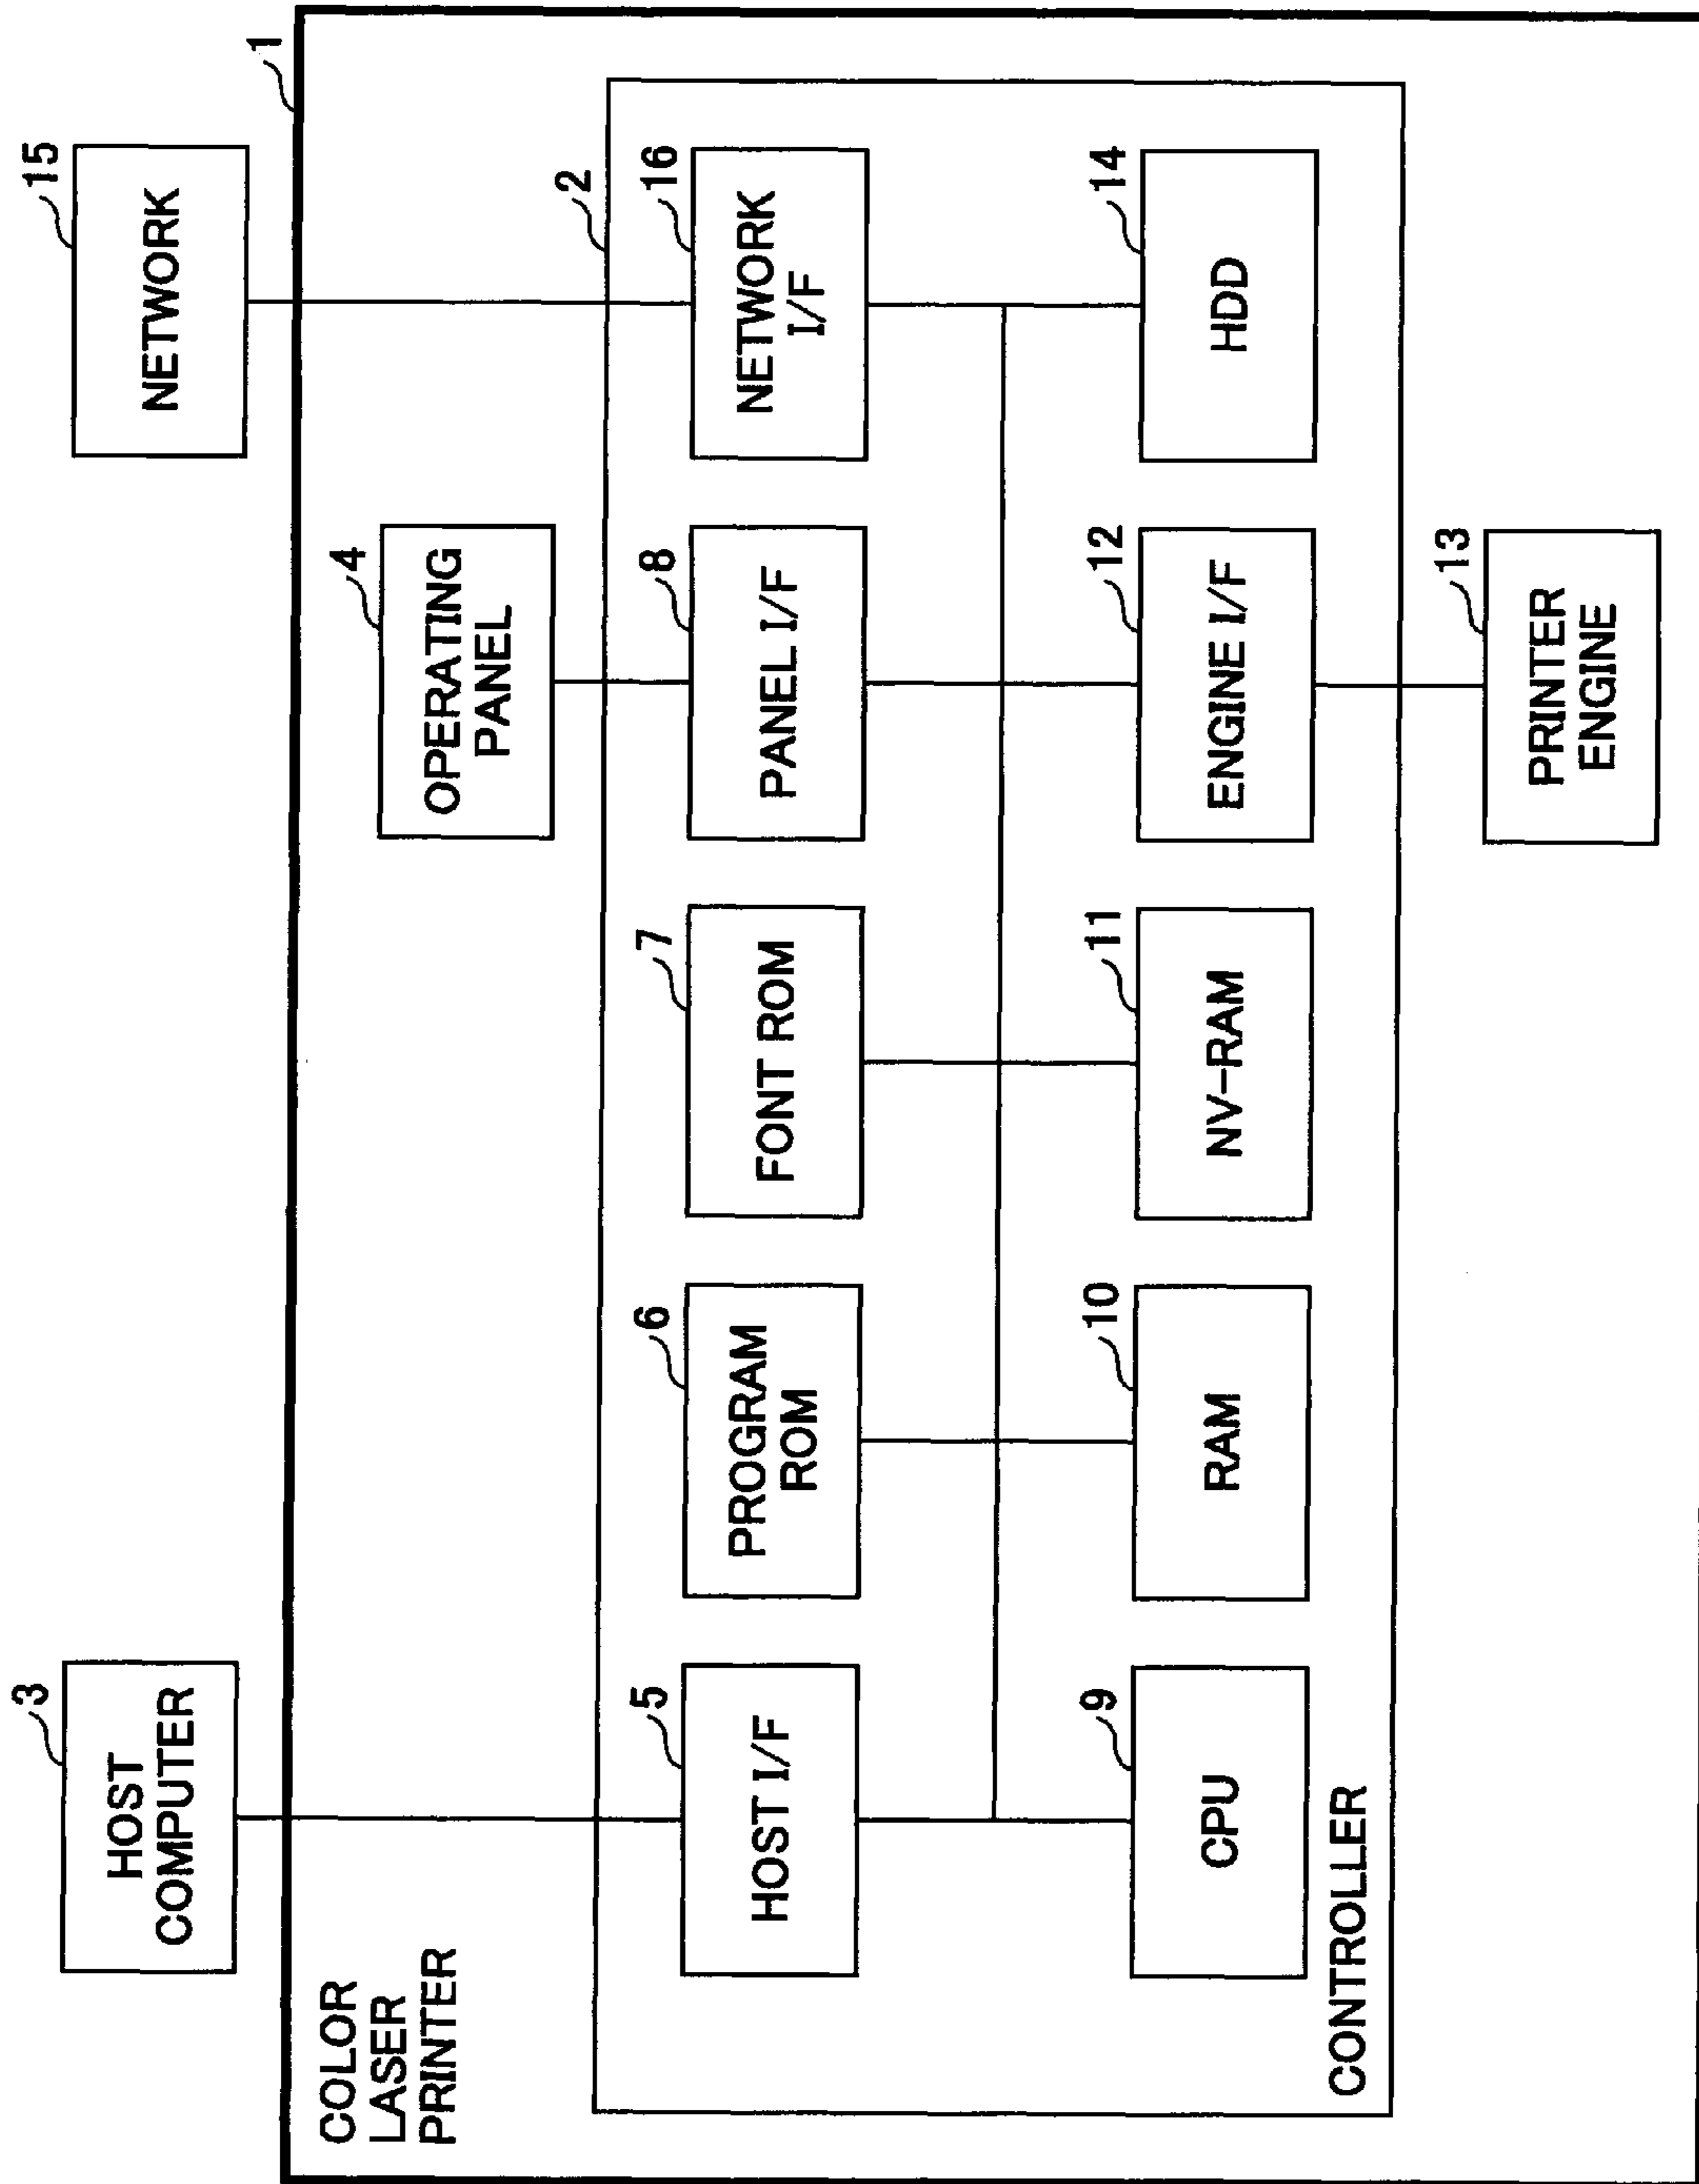 3
HOST
COMPUTER
15
NETWORK
1
COLOR
LASER
PRINTER
4
OPERATING
PANEL
2
5
HOST I/F
6
PROGRAM
ROM
7
FONT ROM
8
PANEL I/F
16
NETWORK
I/F
9
CPU
10
RAM
11
NV-RAM
12
ENGINE I/F
14
HDD
CONTROLLER
13
PRINTER
ENGINE